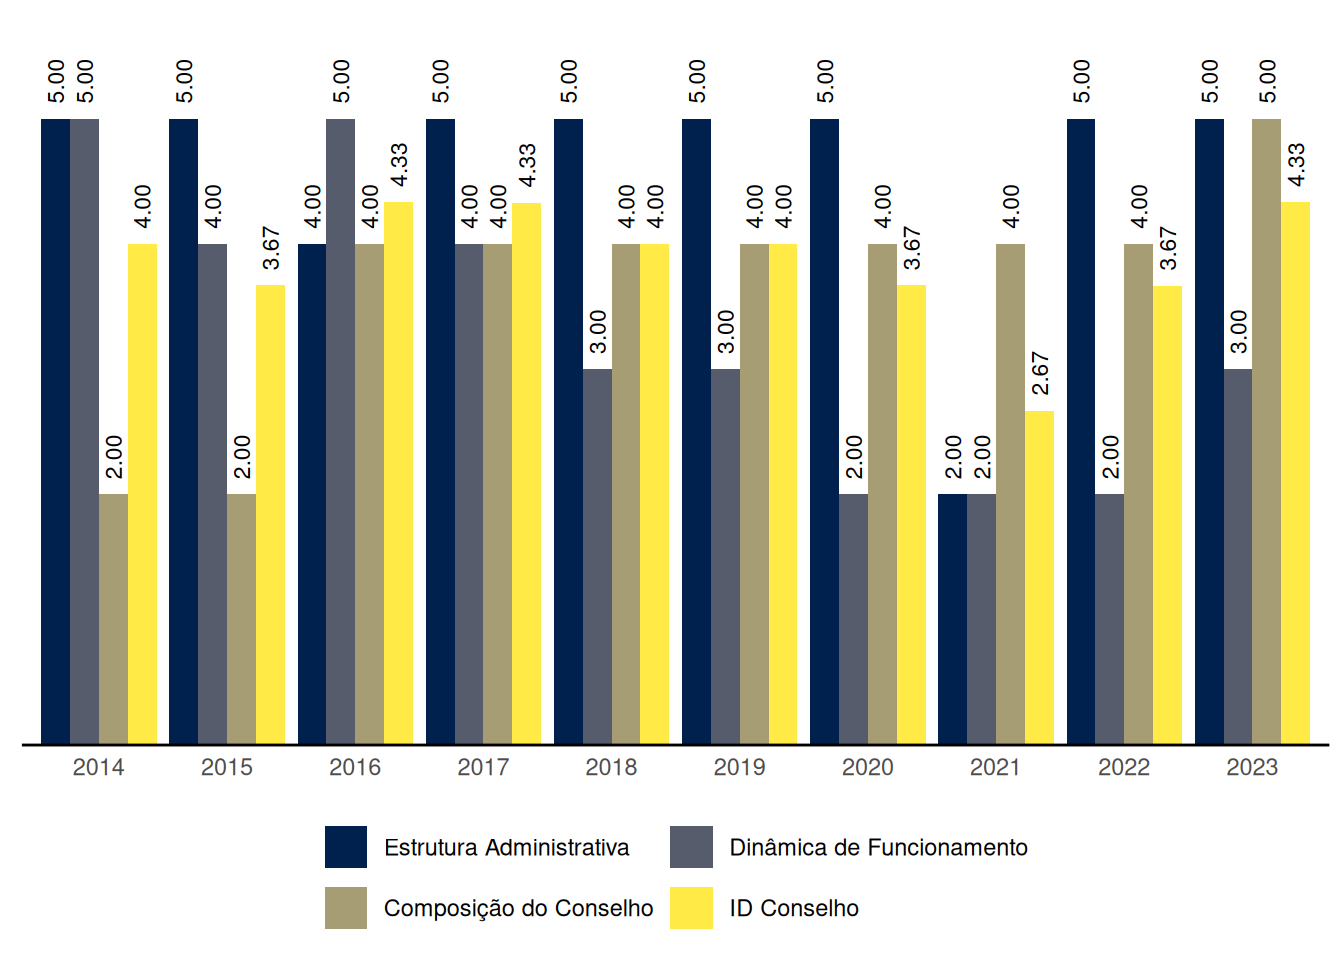 5.00 5.00 2.00 4.00
5.00 4.00 2.00 3.67
4.00 5.00 4.00 4.33
5.00 4.00 4.00 4.33
5.00 3.00 4.00 4.00
5.00 3.00 4.00 4.00
5.00 2.00 4.00 3.67
2.00 2.00 4.00 2.67
5.00 2.00 4.00 3.67
5.00 3.00 5.00 4.33
2014 2015 2016 2017 2018 2019 2020 2021 2022 2023
Estrutura Administrativa Dinâmica de Funcionamento
Composição do Conselho ID Conselho